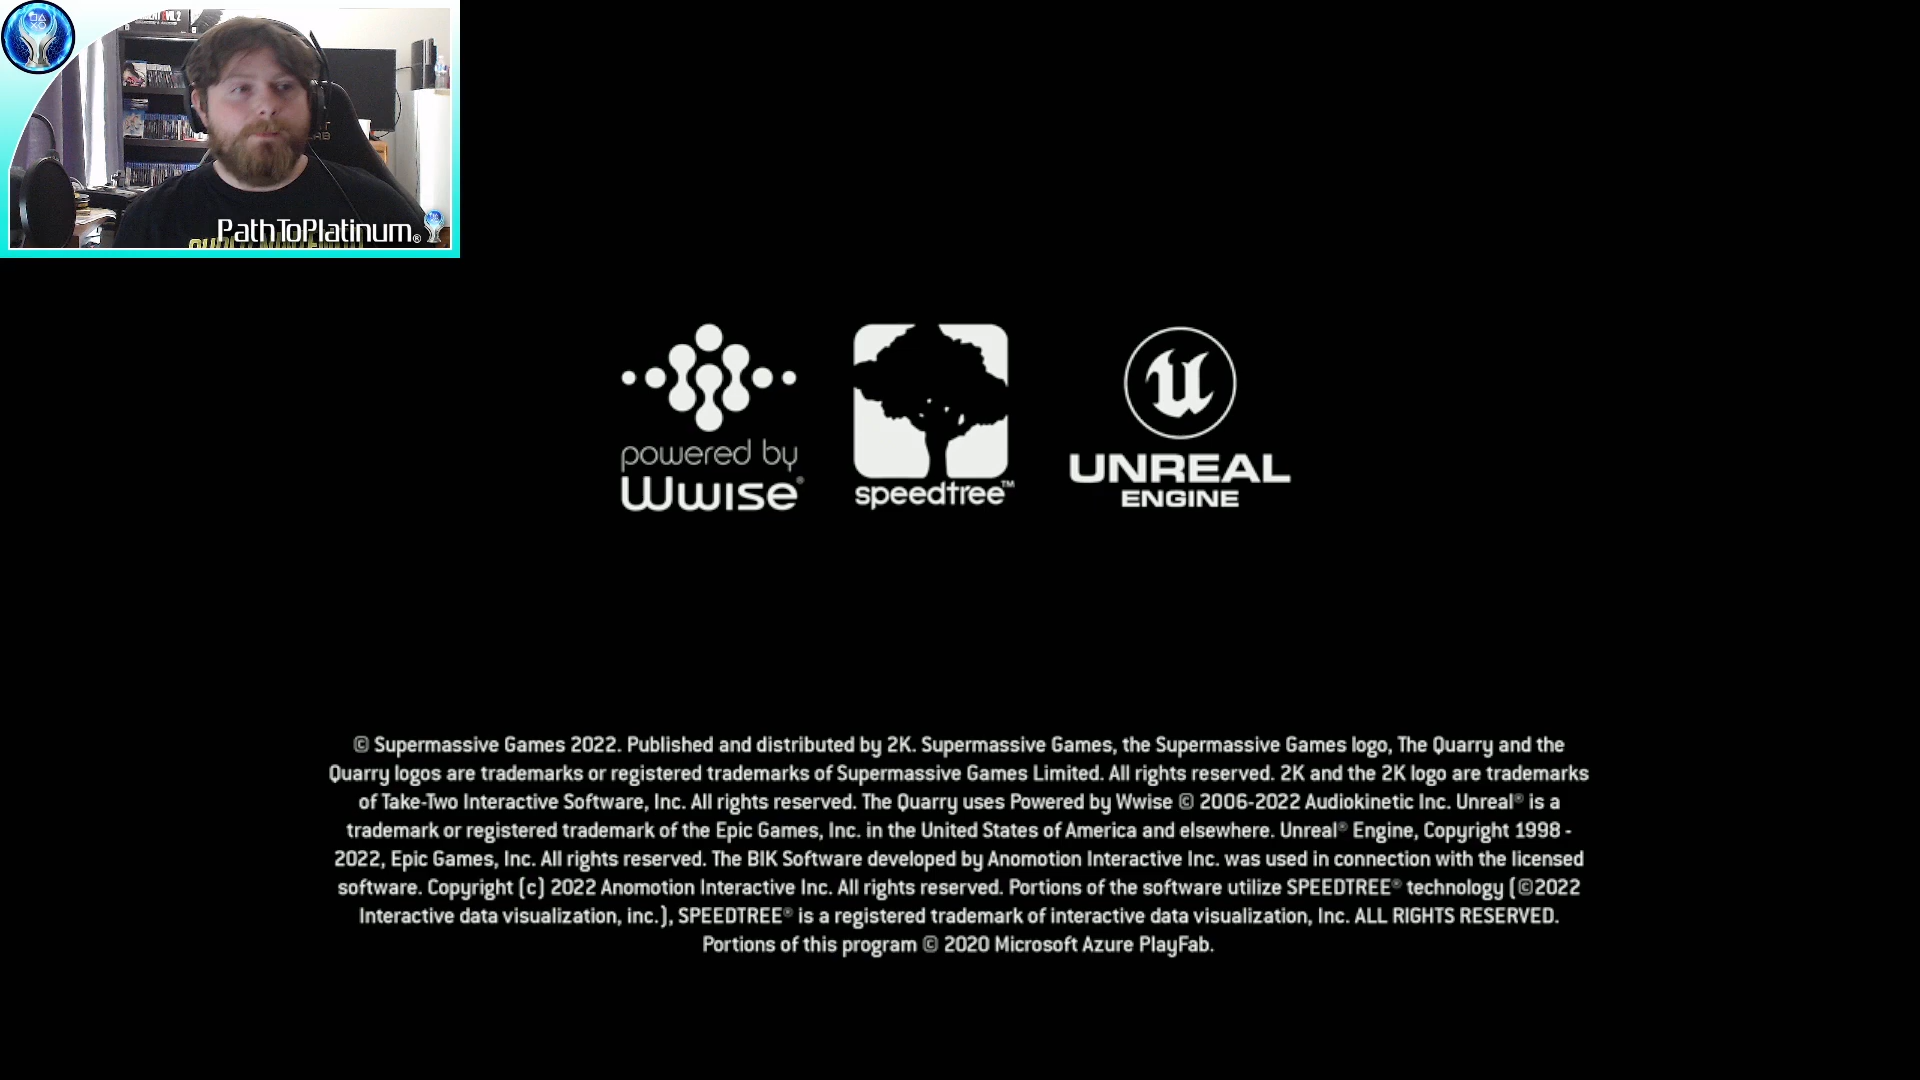 PathToPlatinum®
powered by
Wwise®
speedtree™
UNREAL
ENGINE
© Supermassive Games 2022. Published and distributed by 2K. Supermassive Games, the Supermassive Games logo, The Quarry and the
Quarry logos are trademarks or registered trademarks of Supermassive Games Limited. All rights reserved. 2K and the 2K logo are trademarks
of Take-Two Interactive Software, Inc. All rights reserved. The Quarry uses Powered by Wwise © 2006-2022 Audiokinetic Inc. Unreal® is a
trademark or registered trademark of the Epic Games, Inc. in the United States of America and elsewhere. Unreal® Engine, Copyright 1998 -
2022, Epic Games, Inc. All rights reserved. The BIK Software developed by Anomotion Interactive Inc. was used in connection with the licensed
software. Copyright (c) 2022 Anomotion Interactive Inc. All rights reserved. Portions of the software utilize SPEEDTREE® technology (©2022
Interactive data visualization, inc.), SPEEDTREE® is a registered trademark of interactive data visualization, Inc. ALL RIGHTS RESERVED.
Portions of this program © 2020 Microsoft Azure PlayFab.